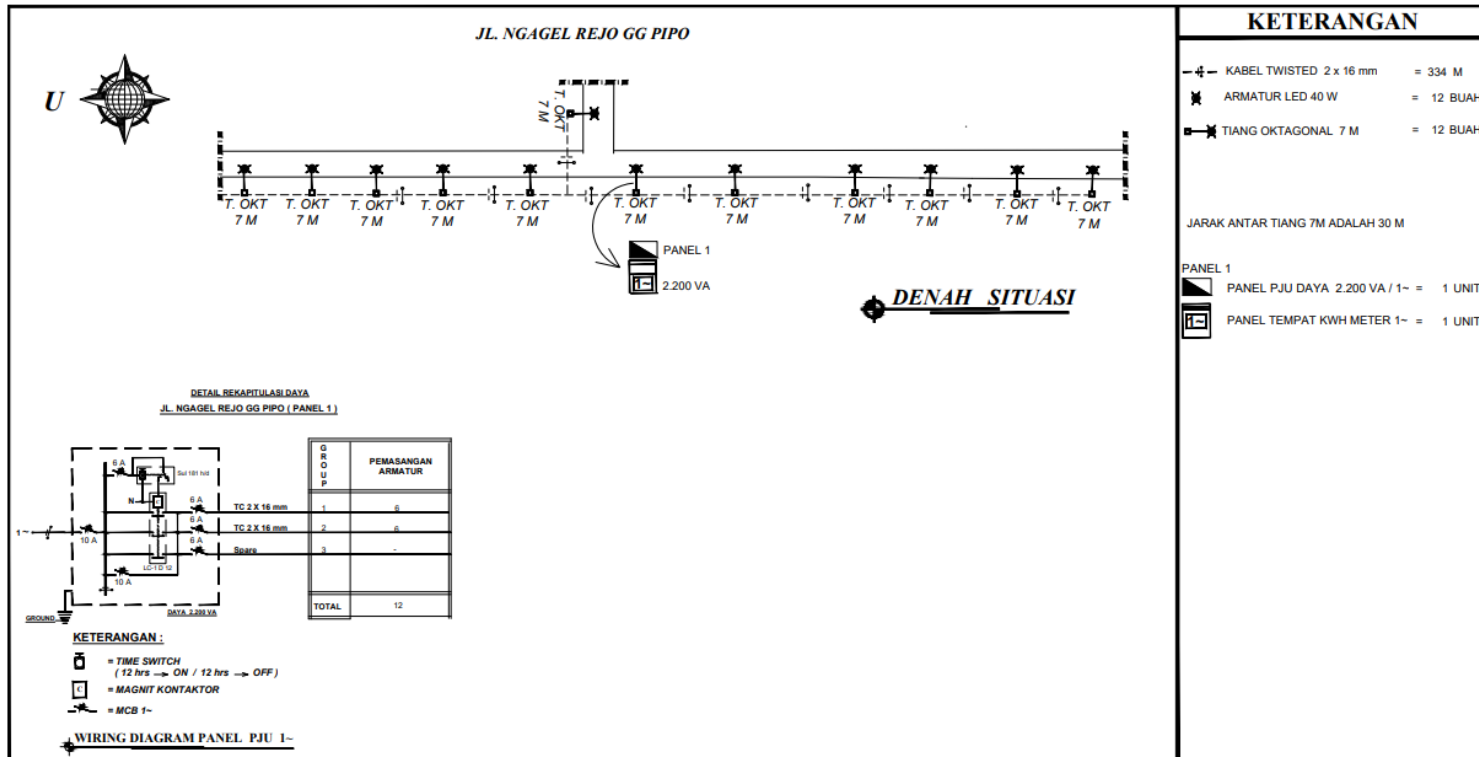 JL. NGAGEL REJO GG PIPO
U
T. OKT
7 M
T. OKT
7 M
T. OKT
7 M
T. OKT
7 M
T. OKT
7 M
T. OKT
7 M
T. OKT
7 M
T. OKT
7 M
T. OKT
7 M
T. OKT
7 M
T. OKT
7 M
T. OKT
7 M
PANEL 1
1~
2.200 VA
DENAH SITUASI
KETERANGAN
KABEL TWISTED 2 x 16 mm = 334 M
ARMATUR LED 40 W = 12 BUAH
TIANG OKTAGONAL 7 M = 12 BUAH
JARAK ANTAR TIANG 7M ADALAH 30 M
PANEL 1
PANEL PJU DAYA 2.200 VA / 1~ = 1 UNIT
1~ PANEL TEMPAT KWH METER 1~ = 1 UNIT
DETAIL REKAPITULASI DAYA
JL. NGAGEL REJO GG PIPO ( PANEL 1 )
6 A
Sul 181 h/d
N
C
6 A
TC 2 X 16 mm
6 A
TC 2 X 16 mm
6 A
Spare
1~
10 A
LC-1 D 12
10 A
GROUND
DAYA 2.200 VA
GROUP PEMASANGAN
ARMATUR
1 6
2 6
3 -
TOTAL 12
KETERANGAN :
= TIME SWITCH
( 12 hrs → ON / 12 hrs → OFF )
C = MAGNIT KONTAKTOR
= MCB 1~
WIRING DIAGRAM PANEL PJU 1~